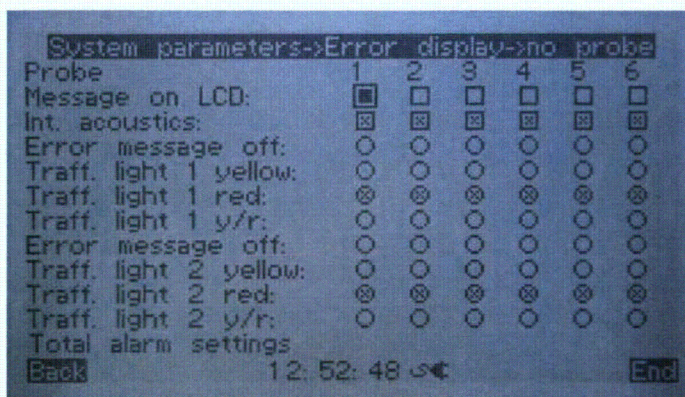 System parameters->Error display->no probe
Probe 1 2 3 4 5 6
Message on LCD:
Int. acoustics:
Error message off:
Traff. light 1 yellow:
Traff. light 1 red:
Traff. light 1 y/r:
Error message off:
Traff. light 2 yellow:
Traff. light 2 red:
Traff. light 2 y/r:
Total alarm settings
Back 12:52:48 End